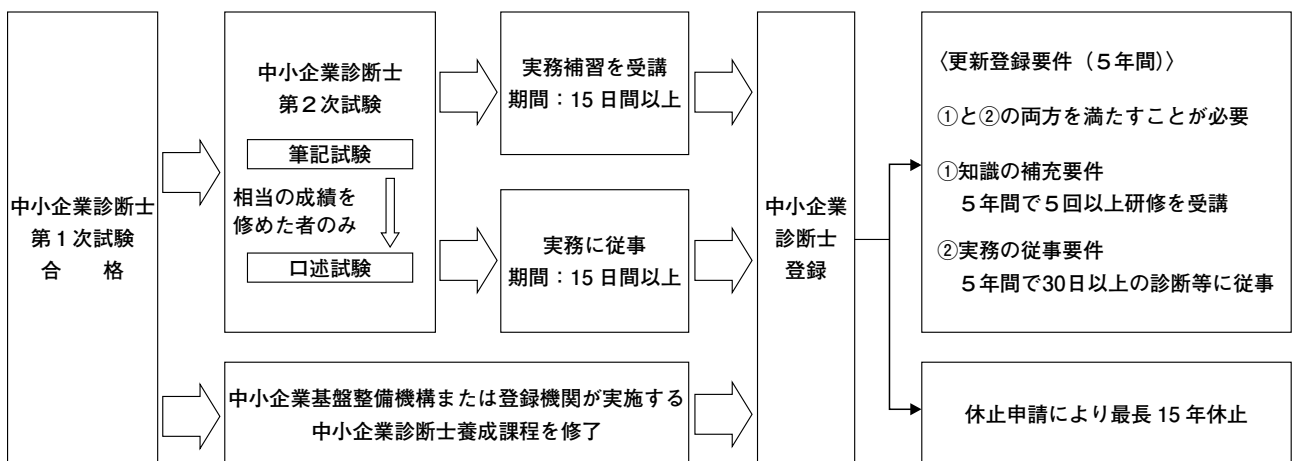 中小企業診断士
第1次試験
合　　格
中小企業診断士
第2次試験
筆記試験
相当の成績を
修めた者のみ
口述試験
実務補習を受講
期間：15日間以上
実務に従事
期間：15日間以上
中小企業基盤整備機構または登録機関が実施する
中小企業診断士養成課程を修了
中小企業
診断士
登録
〈更新登録要件（５年間）〉
①と②の両方を満たすことが必要
①知識の補充要件
５年間で５回以上研修を受講
②実務の従事要件
５年間で30日以上の診断等に従事
休止申請により最長15年休止